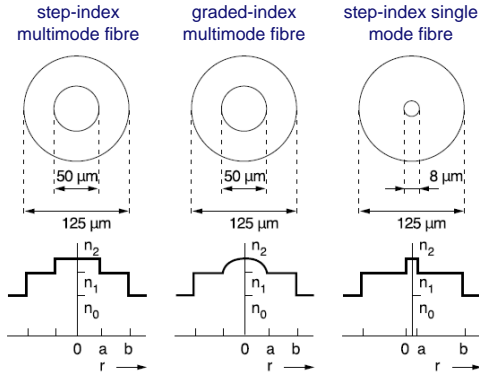 step-index
multimode fibre
graded-index
multimode fibre
step-index single
mode fibre
50 µm
125 µm
50 µm
125 µm
8 µm
125 µm
n2
n1
n0
0 a b
r
n2
n1
n0
0 a b
r
n2
n1
n0
0 a b
r